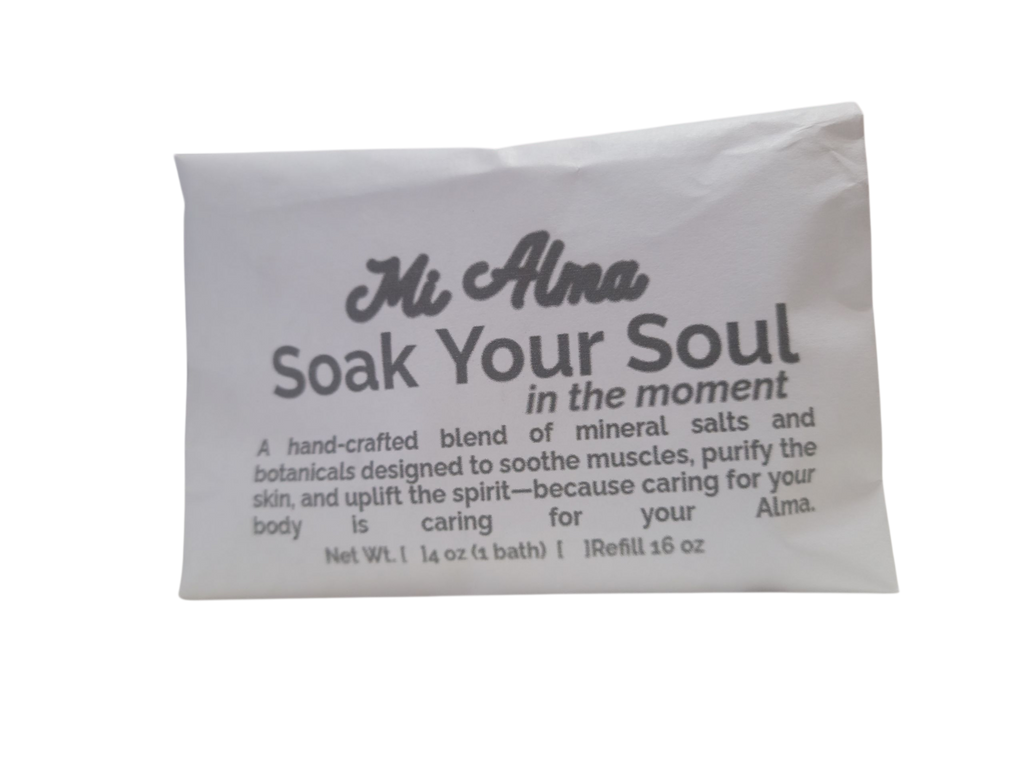 Mi Alma
Soak Your Soul
in the moment
A hand-crafted blend of mineral salts and
botanicals designed to soothe muscles, purify the
skin, and uplift the spirit—because caring for your
body is caring for your Alma.
Net Wt. [ ]4 oz (1 bath) [ ]Refill 16 oz